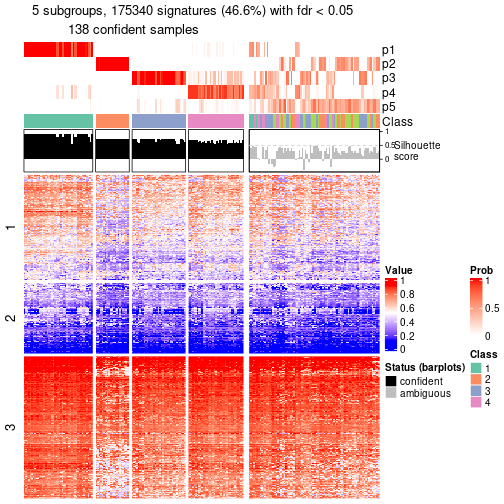 5 subgroups, 175340 signatures (46.6%) with fdr < 0.05
138 confident samples
p1
p2
p3
p4
p5
Class
1
0.5
0
Silhouette
score
1
2
3
Value
1
0.8
0.6
0.4
0.2
0
Prob
1
0.5
0
Status (barplots)
confident
ambiguous
Class
1
2
3
4